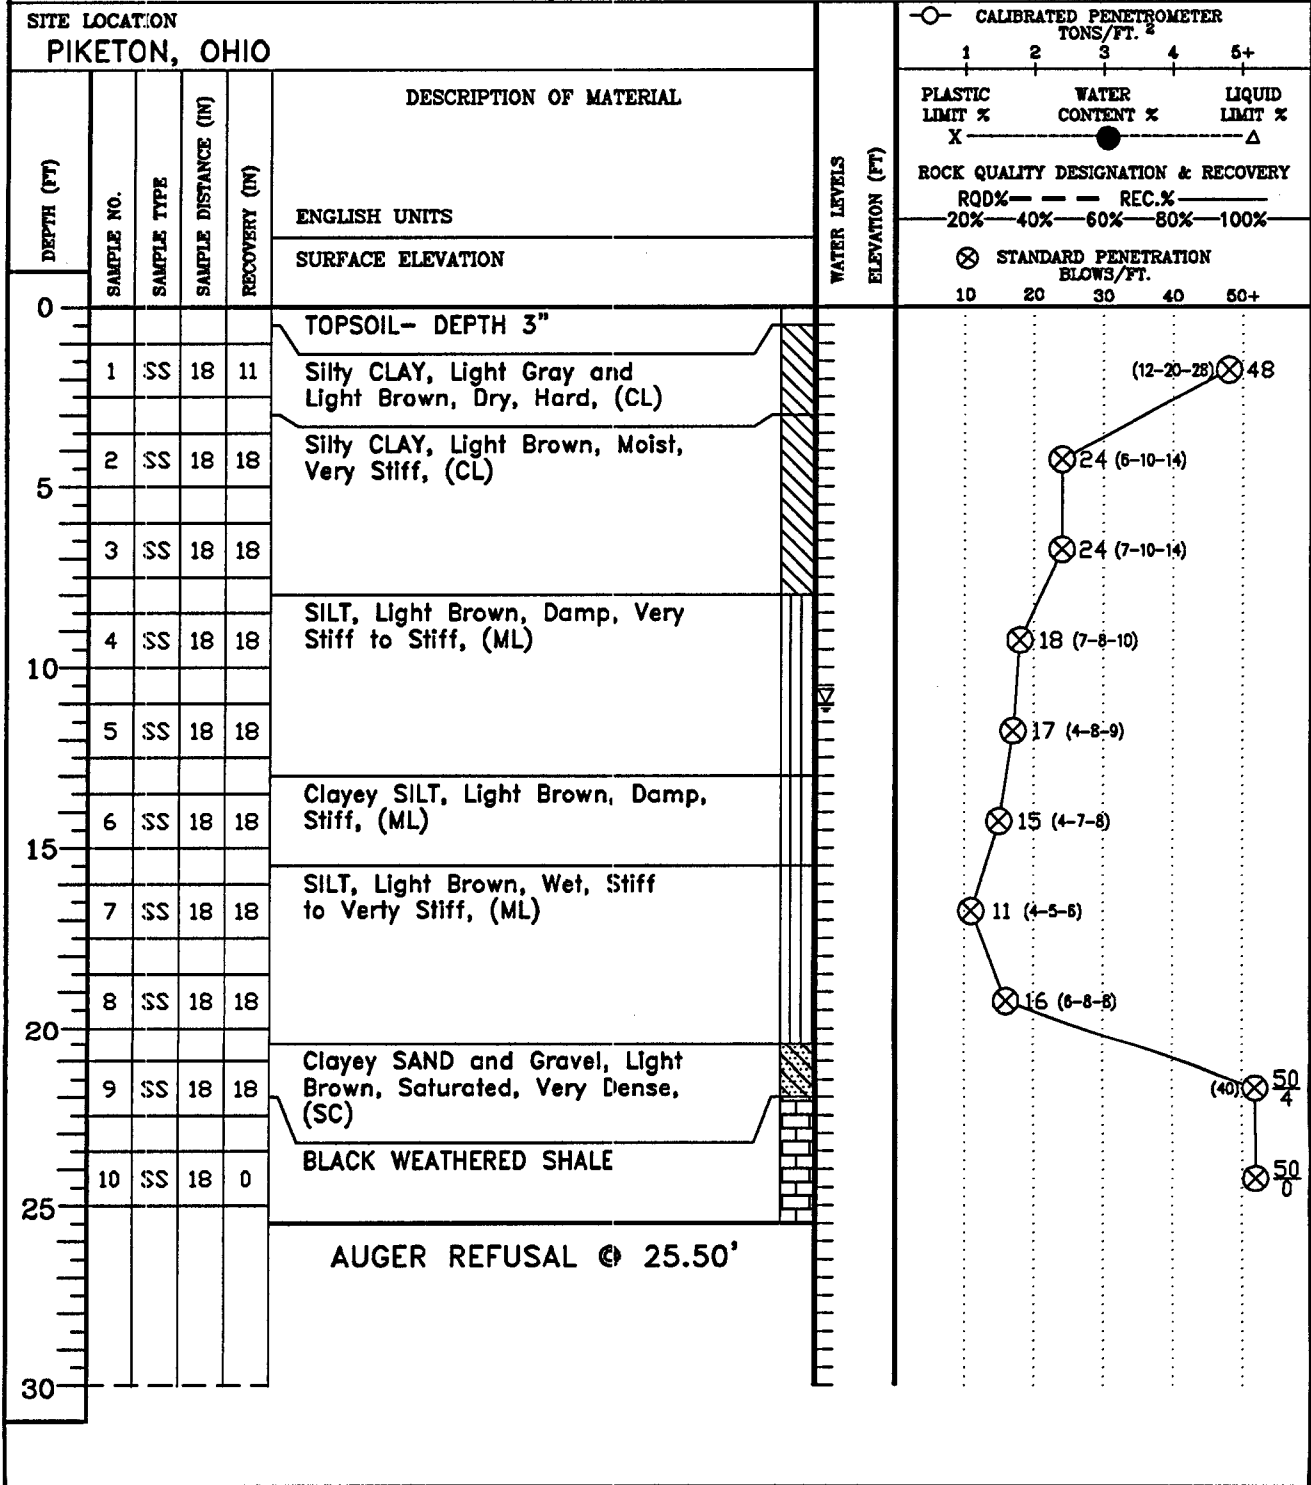 SITE LOCATION
PIKETON, OHIO
DEPTH (FT)
SAMPLE NO.
SAMPLE TYPE
SAMPLE DISTANCE (IN)
RECOVERY (IN)
DESCRIPTION OF MATERIAL
ENGLISH UNITS
SURFACE ELEVATION
WATER LEVELS
ELEVATION (FT)
CALIBRATED PENETROMETER
TONS/FT. 2
1 2 3 4 5+
PLASTIC WATER LIQUID
LIMIT % CONTENT % LIMIT %
X Δ
ROCK QUALITY DESIGNATION & RECOVERY
RQD% REC.%
20% 40% 60% 80% 100%
STANDARD PENETRATION
BLOWS/FT.
10 20 30 40 50+
0
TOPSOIL- DEPTH 3"
1 SS 18 11
Silty CLAY, Light Gray and
Light Brown, Dry, Hard, (CL)
(12-20-28) 48
2 SS 18 18
Silty CLAY, Light Brown, Moist,
Very Stiff, (CL)
24 (6-10-14)
5
3 SS 18 18
24 (7-10-14)
4 SS 18 18
SILT, Light Brown, Damp, Very
Stiff to Stiff, (ML)
18 (7-8-10)
10
5 SS 18 18
17 (4-8-9)
6 SS 18 18
Clayey SILT, Light Brown, Damp,
Stiff, (ML)
15 (4-7-8)
15
7 SS 18 18
SILT, Light Brown, Wet, Stiff
to Verty Stiff, (ML)
11 (4-5-6)
8 SS 18 18
16 (6-8-8)
20
9 SS 18 18
Clayey SAND and Gravel, Light
Brown, Saturated, Very Dense,
(SC)
(40) 50
4
10 SS 18 0
BLACK WEATHERED SHALE
50
0
25
AUGER REFUSAL @ 25.50'
30